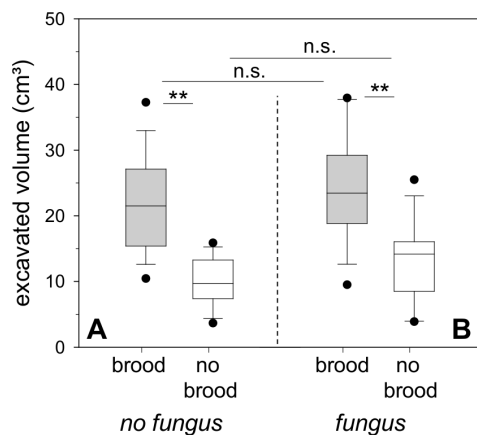 50
40
30
20
10
0
excavated volume (cm³)
n.s.
n.s.
**
**
A
B
brood
no
brood
brood
no
brood
no fungus
fungus